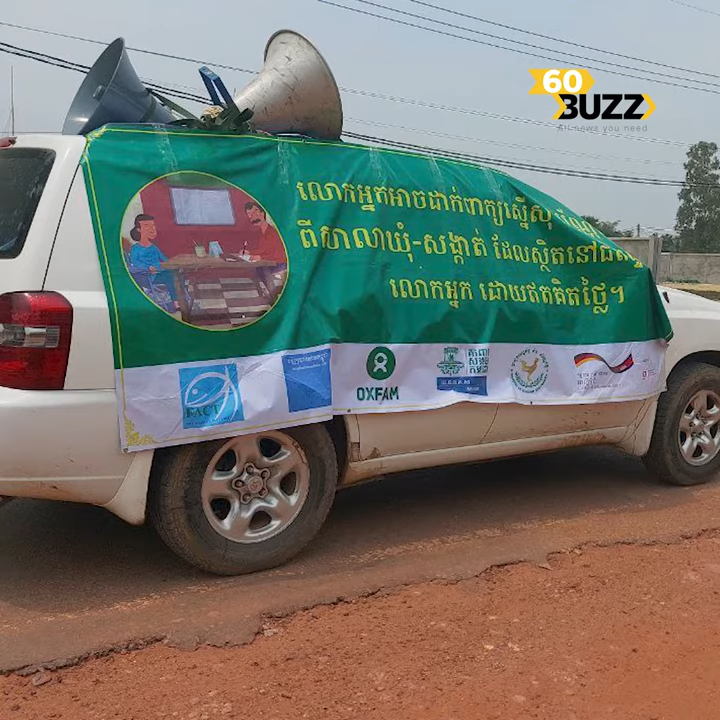 60
BUZZ
All news you need
លោកអ្នកអាចដាក់ពាក្យស្នើសុំ
ពីសាលាឃុំ-សង្កាត់ ដែលស្ថិតនៅជិត
លោកអ្នក ដោយឥតគិតថ្លៃ។
FACT
OXFAM